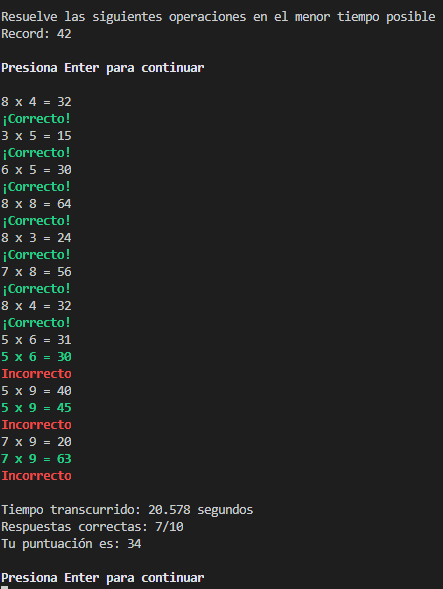 Resuelve las siguientes operaciones en el menor tiempo posible
Record: 42
Presiona Enter para continuar
8 x 4 = 32
¡Correcto!
3 x 5 = 15
¡Correcto!
6 x 5 = 30
¡Correcto!
8 x 8 = 64
¡Correcto!
8 x 3 = 24
¡Correcto!
7 x 8 = 56
¡Correcto!
8 x 4 = 32
¡Correcto!
5 x 6 = 31
5 x 6 = 30
Incorrecto
5 x 9 = 40
5 x 9 = 45
Incorrecto
7 x 9 = 20
7 x 9 = 63
Incorrecto
Tiempo transcurrido: 20.578 segundos
Respuestas correctas: 7/10
Tu puntuación es: 34
Presiona Enter para continuar